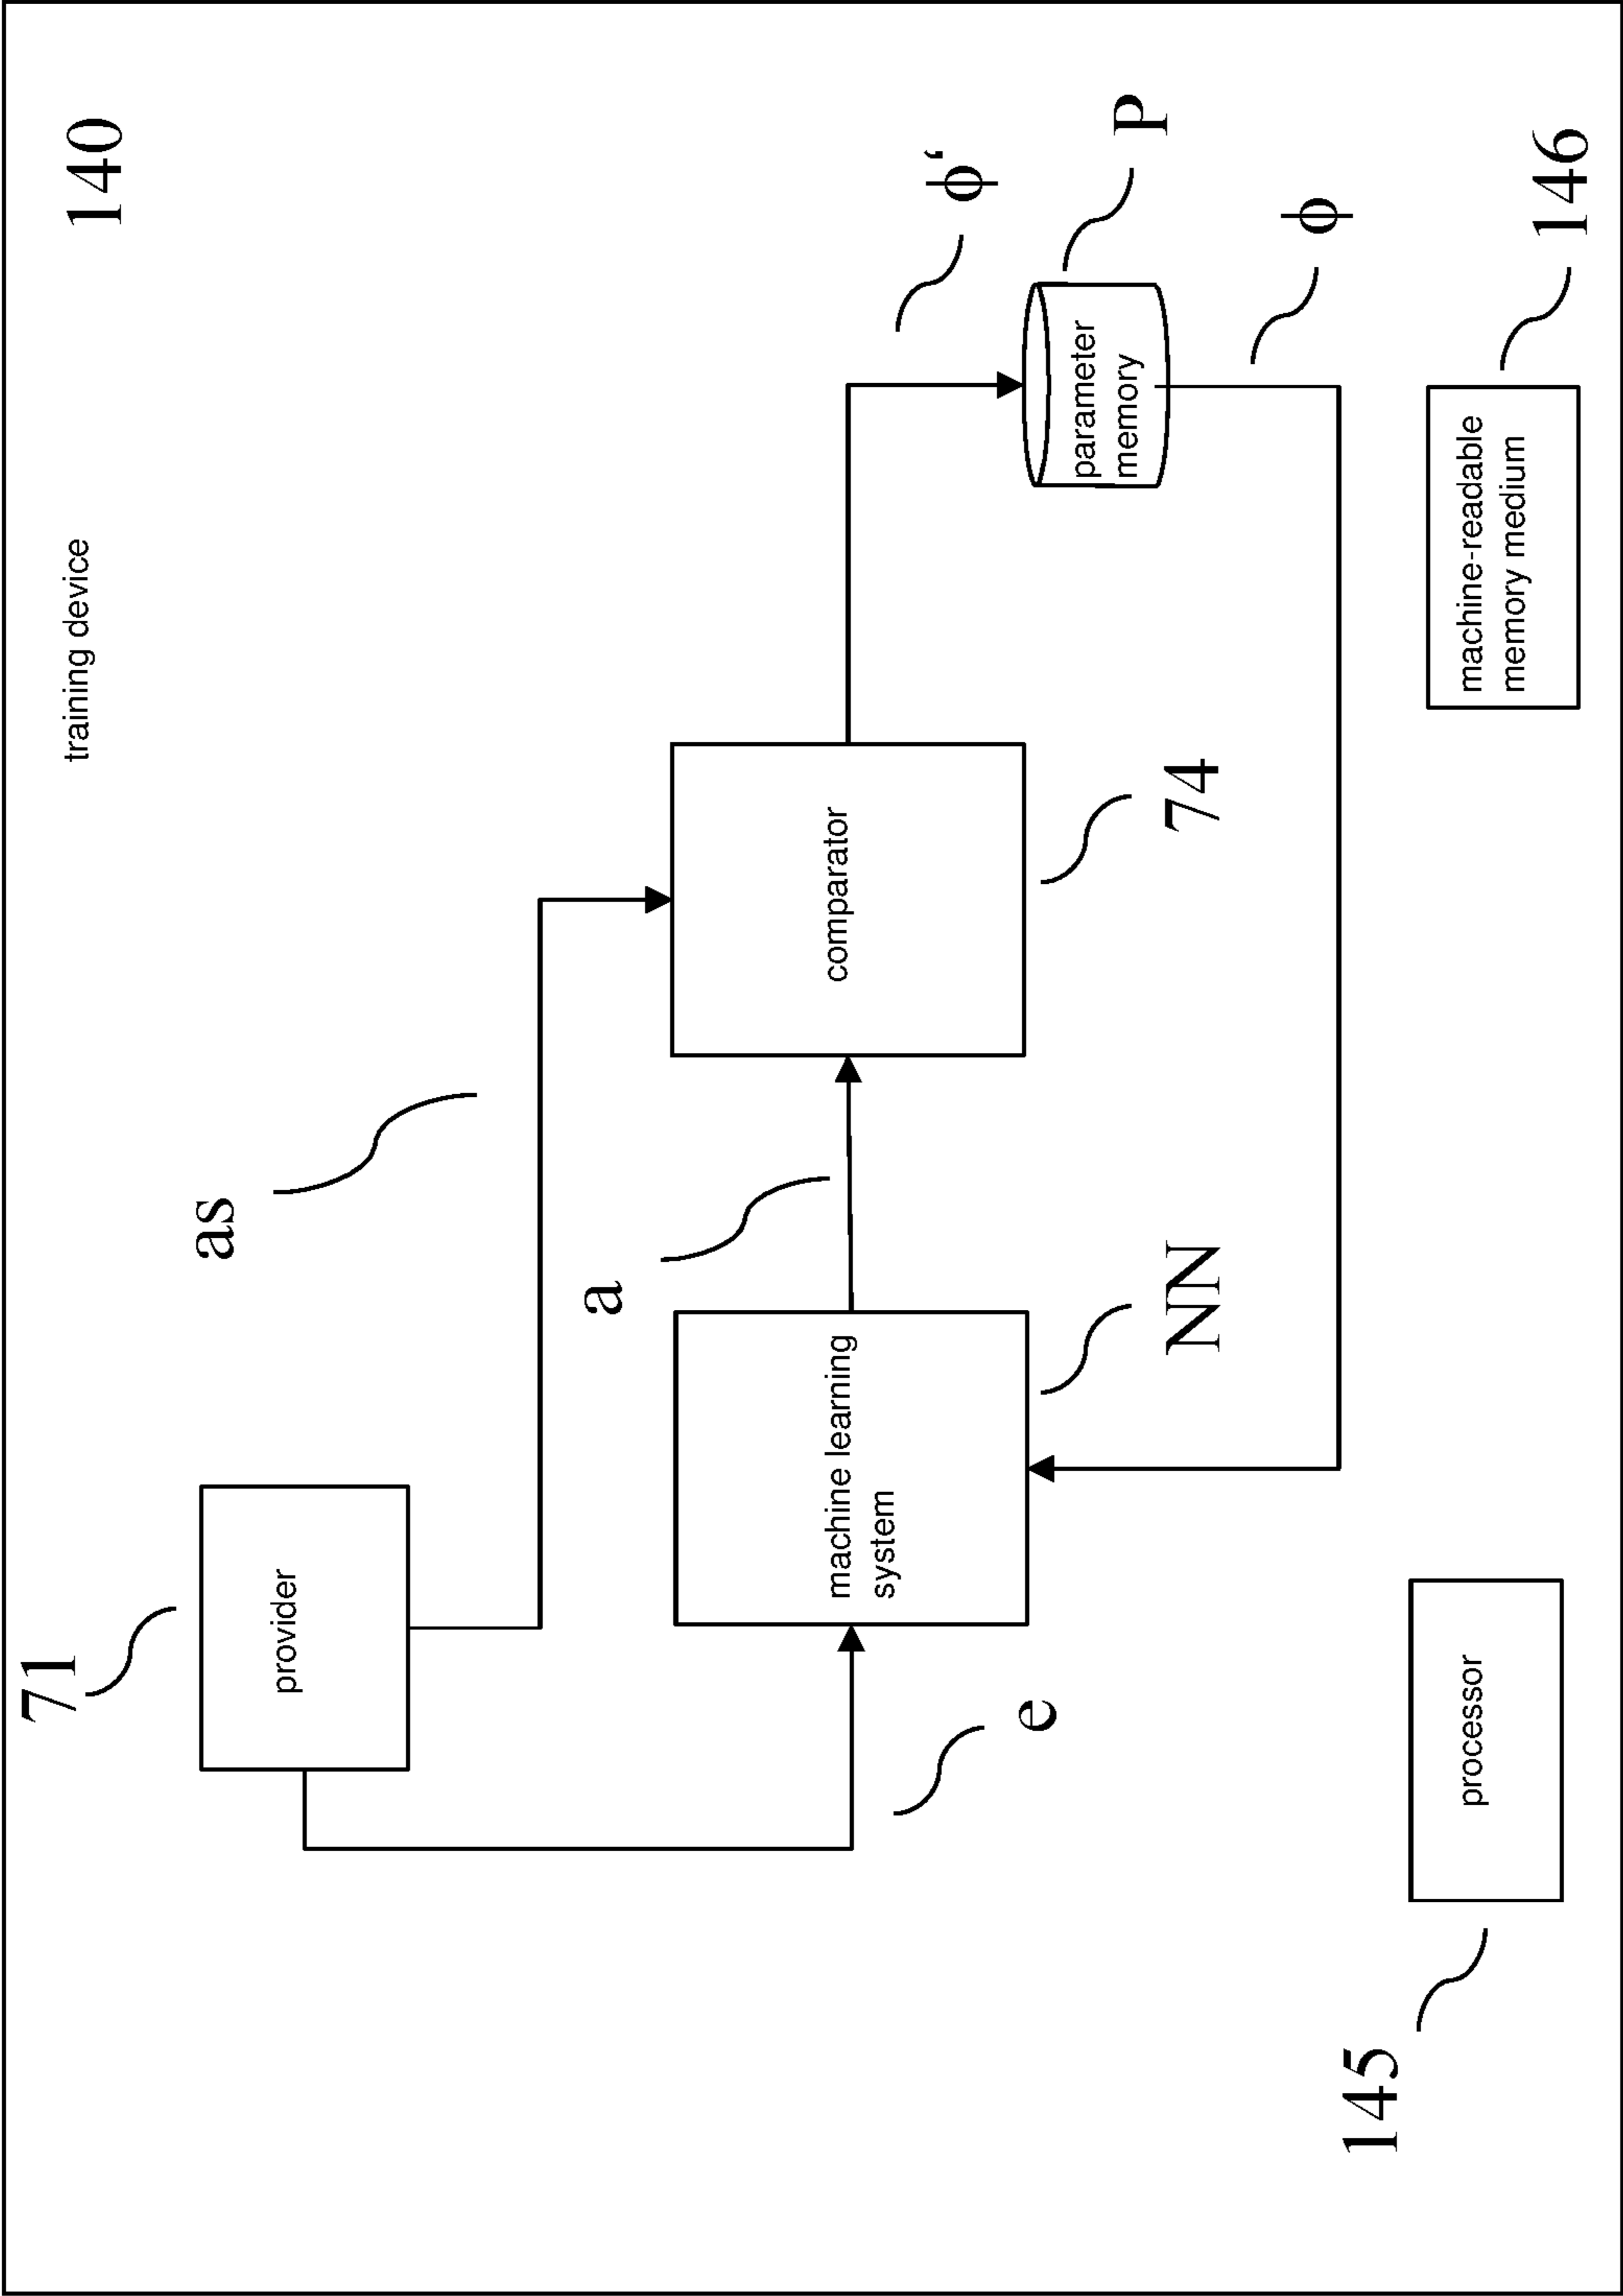 140
training device
71
provider
as
a
e
machine learning
system
NN
comparator
74
ϕ‘
P
parameter
memory
ϕ
145
processor
machine-readable
memory medium
146